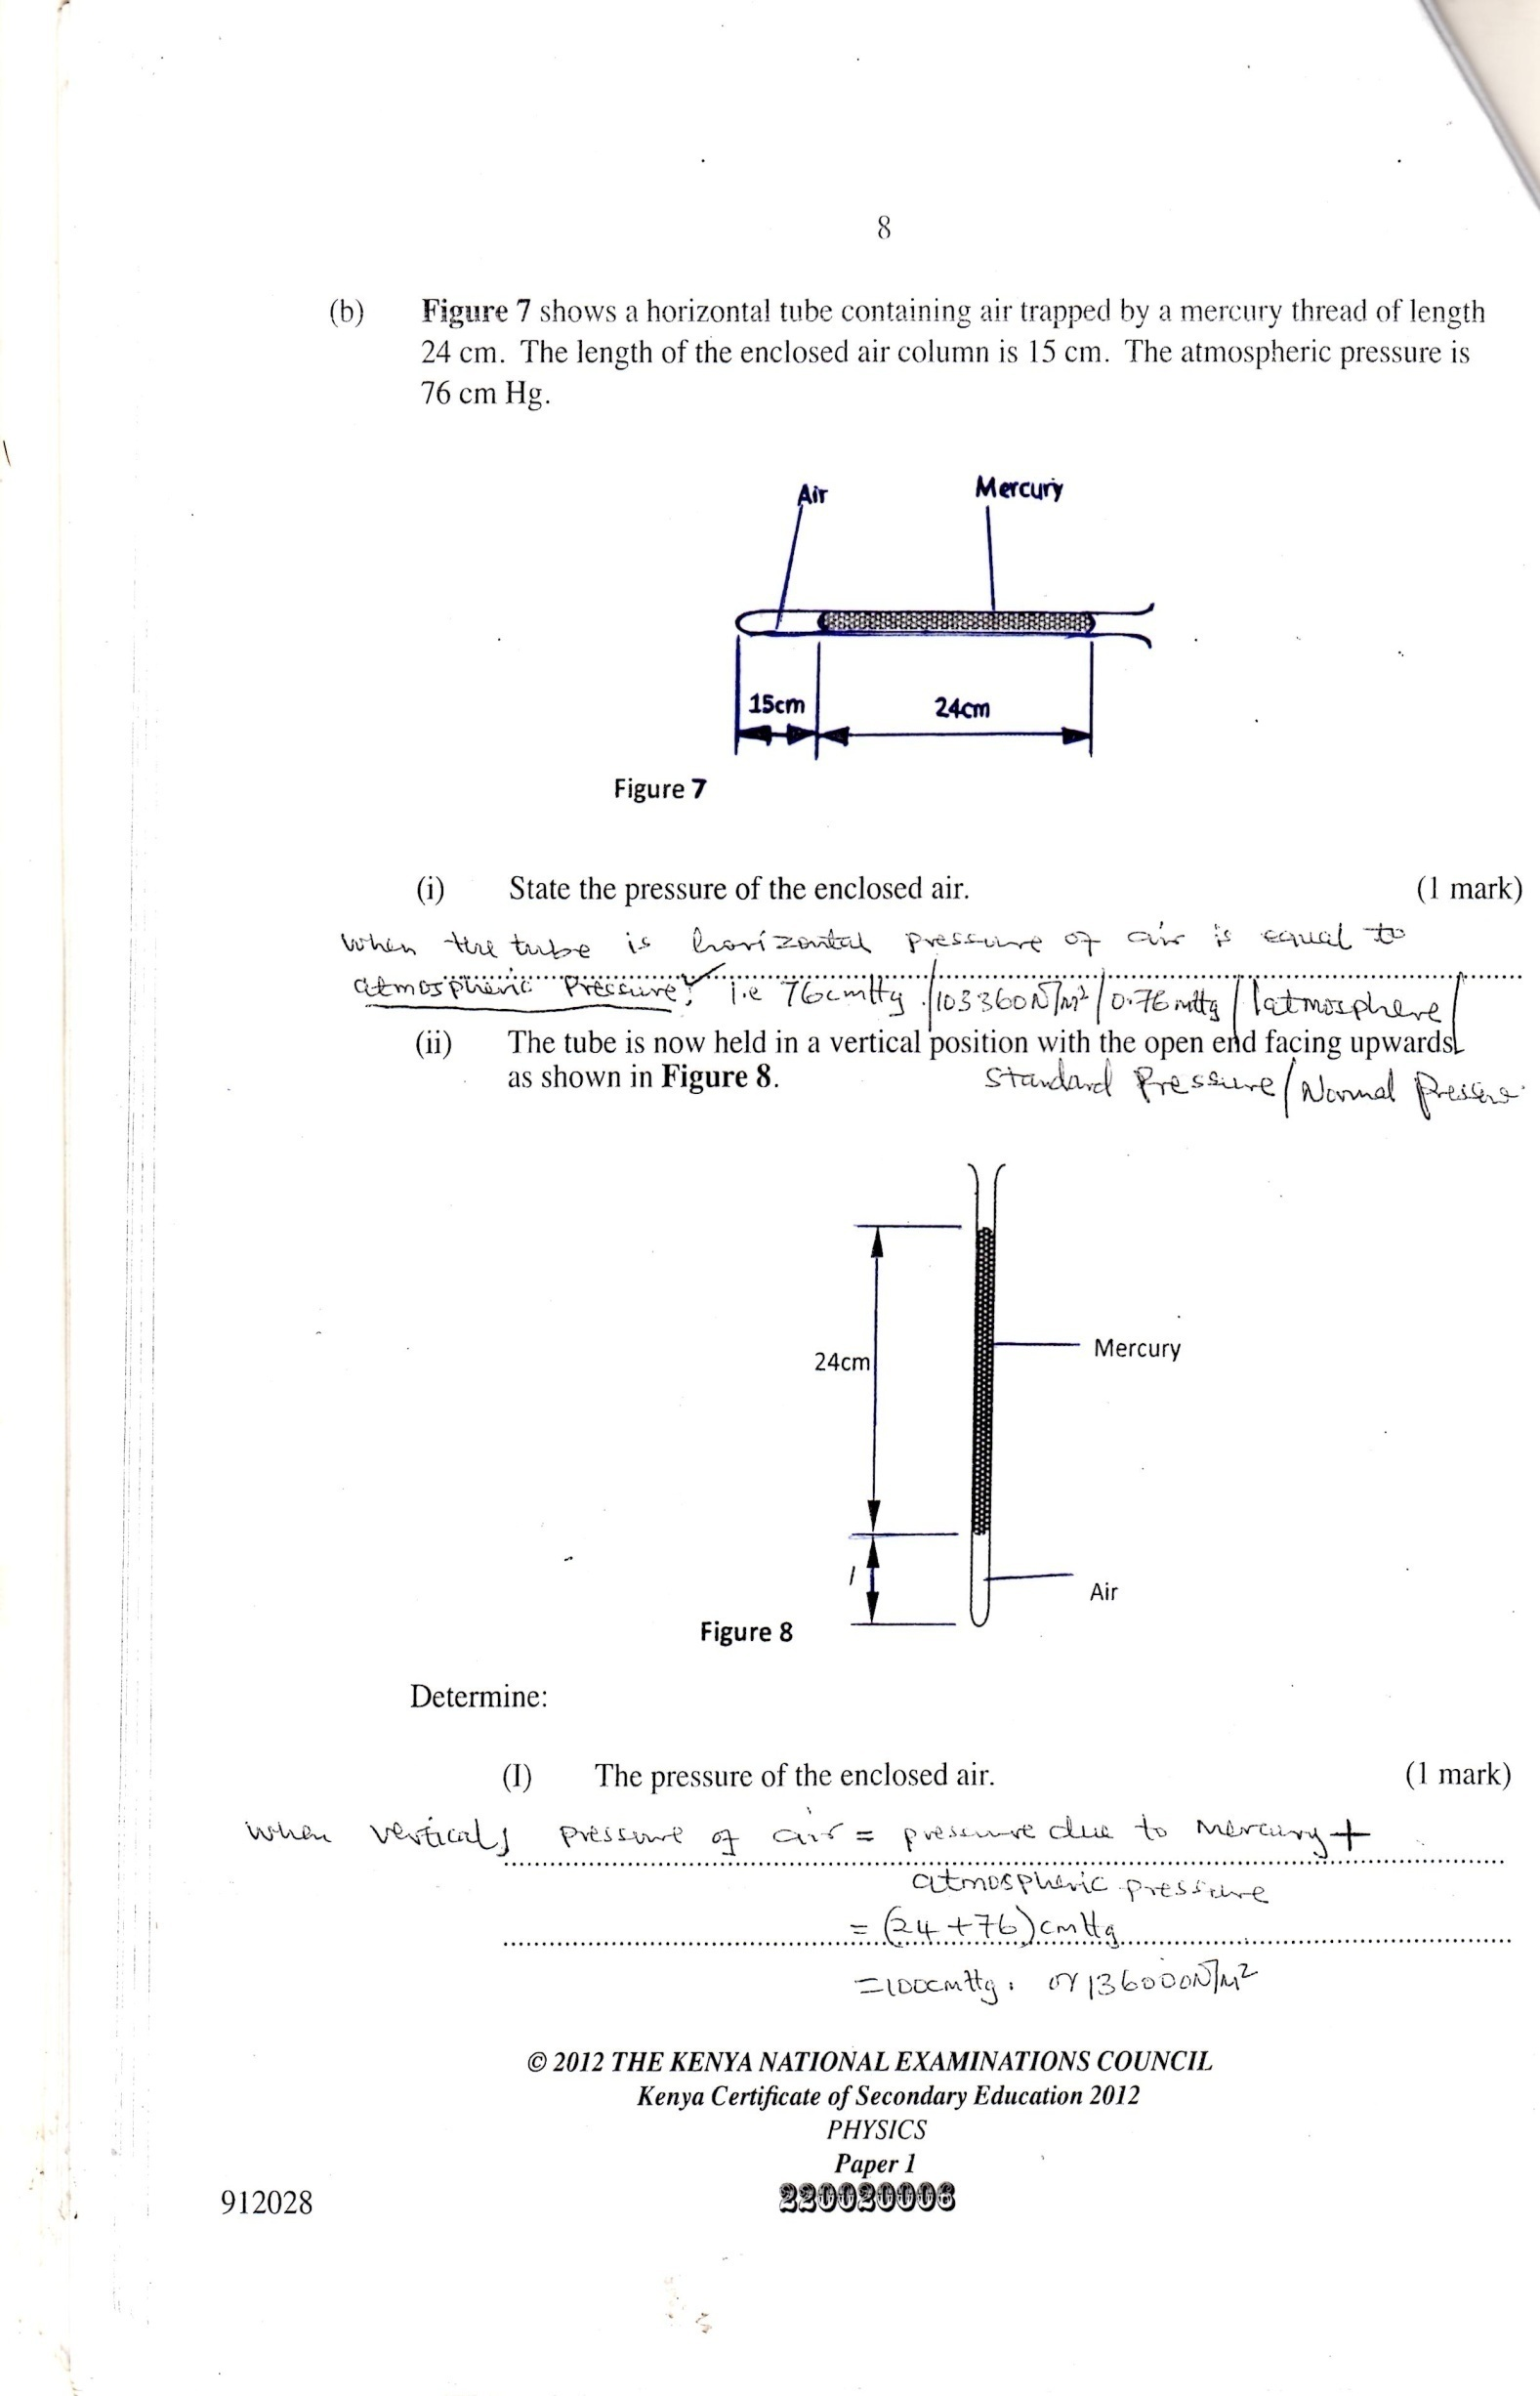 8
(b) Figure 7 shows a horizontal tube containing air trapped by a mercury thread of length
24 cm. The length of the enclosed air column is 15 cm. The atmospheric pressure is
76 cm Hg.
Air
Mercury
15cm
24cm
Figure 7
(i) State the pressure of the enclosed air. (1 mark)
When the tube is horizontal pressure of air is equal to
atmospheric Pressure i.e 76cmHg / 103360N/m² / 0.76mHg / 1atmosphere /
(ii) The tube is now held in a vertical position with the open end facing upwards
as shown in Figure 8.
Standard Pressure / Normal pressure
24cm
Mercury
l
Air
Figure 8
Determine:
(I) The pressure of the enclosed air. (1 mark)
When vertical, pressure of air = pressure due to Mercury +
atmospheric pressure
= (24 + 76) cmHg
= 100cmHg. or 136000N/M²
© 2012 THE KENYA NATIONAL EXAMINATIONS COUNCIL
Kenya Certificate of Secondary Education 2012
PHYSICS
Paper 1
912028